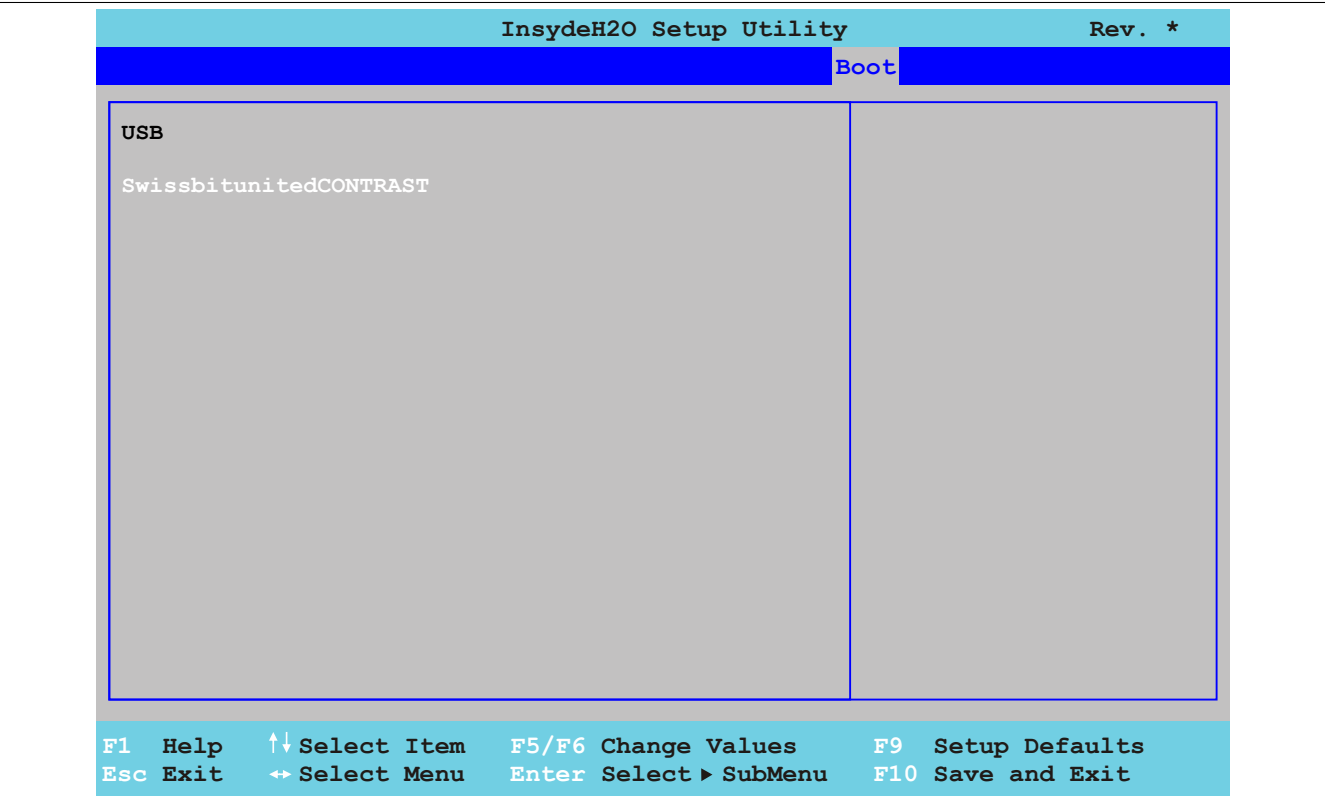 InsydeH2O Setup Utility Rev. *
Boot
USB
SwissbitunitedCONTRAST
F1 Help ↑↓ Select Item F5/F6 Change Values F9 Setup Defaults
Esc Exit ↔ Select Menu Enter Select ▶ SubMenu F10 Save and Exit